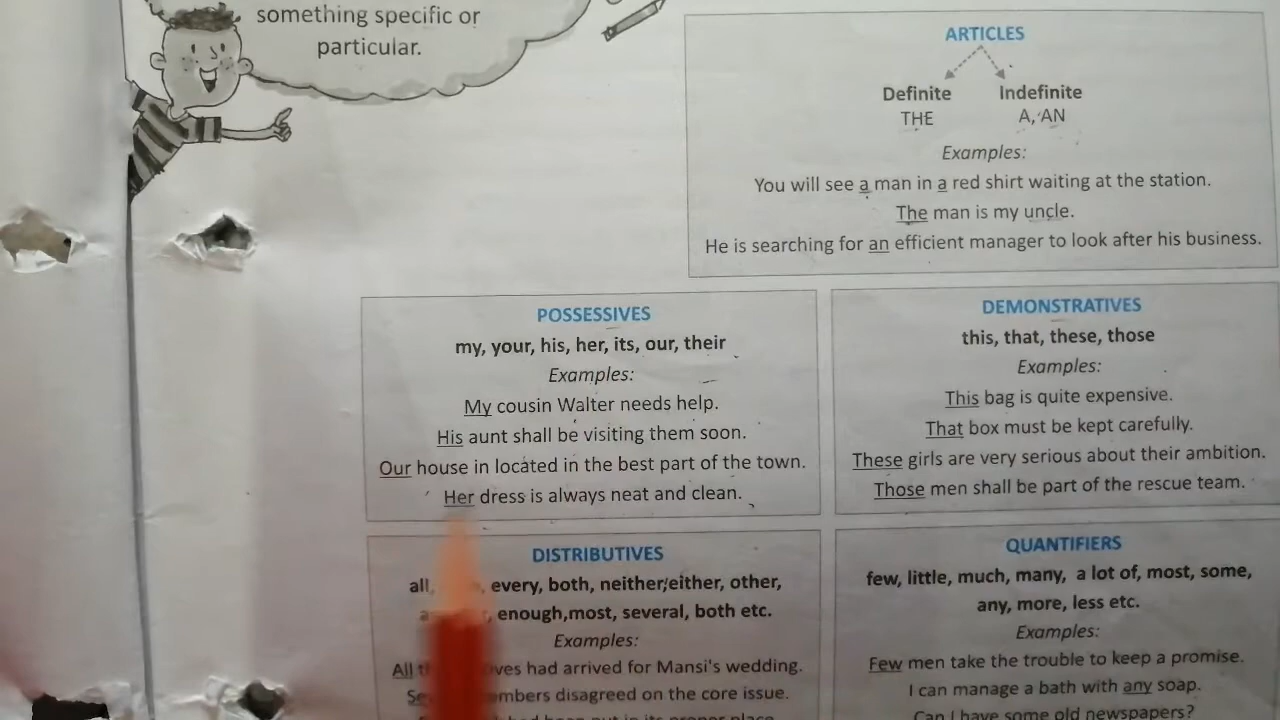 something specific or
particular.
ARTICLES
Definite Indefinite
THE A, AN
Examples:
You will see a man in a red shirt waiting at the station.
The man is my uncle.
He is searching for an efficient manager to look after his business.
POSSESSIVES
my, your, his, her, its, our, their
Examples:
My cousin Walter needs help.
His aunt shall be visiting them soon.
Our house in located in the best part of the town.
Her dress is always neat and clean.
DEMONSTRATIVES
this, that, these, those
Examples:
This bag is quite expensive.
That box must be kept carefully.
These girls are very serious about their ambition.
Those men shall be part of the rescue team.
DISTRIBUTIVES
all, every, both, neither,either, other,
enough,most, several, both etc.
Examples:
All had arrived for Mansi's wedding.
disagreed on the core issue.
had been put in its proper place
QUANTIFIERS
few, little, much, many, a lot of, most, some,
any, more, less etc.
Examples:
Few men take the trouble to keep a promise.
I can manage a bath with any soap.
Can I have some old newspapers?